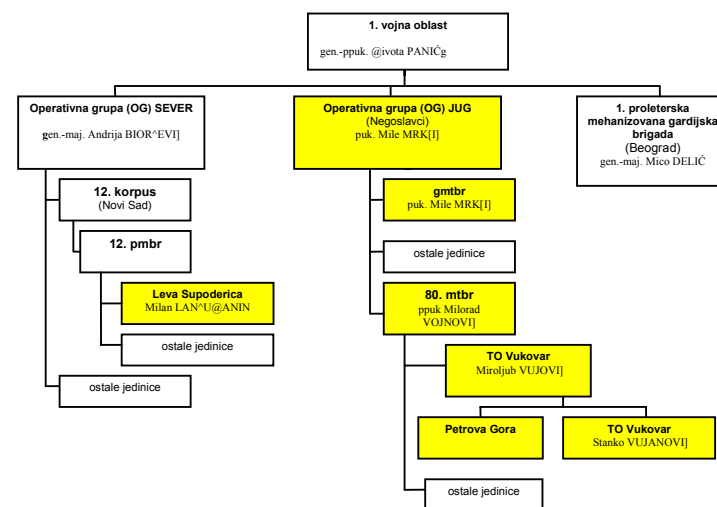 1. vojna oblast
gen.-ppuk. @ivota PANIĆg
Operativna grupa (OG) SEVER
gen.-maj. Andrija BIOR^EVI]
12. korpus
(Novi Sad)
12. pmbr
Leva Supoderica
Milan LAN^U@ANIN
ostale jedinice
ostale jedinice
Operativna grupa (OG) JUG
(Negoslavci)
puk. Mile MRK[I]
gmtbr
puk. Mile MRK[I]
ostale jedinice
80. mtbr
ppuk Milorad
VOJNOVI]
TO Vukovar
Miroljub VUJOVI]
Petrova Gora
TO Vukovar
Stanko VUJANOVI]
ostale jedinice
1. proleterska
mehanizovana gardijska
brigada
(Beograd)
gen.-maj. Mico DELIĆ